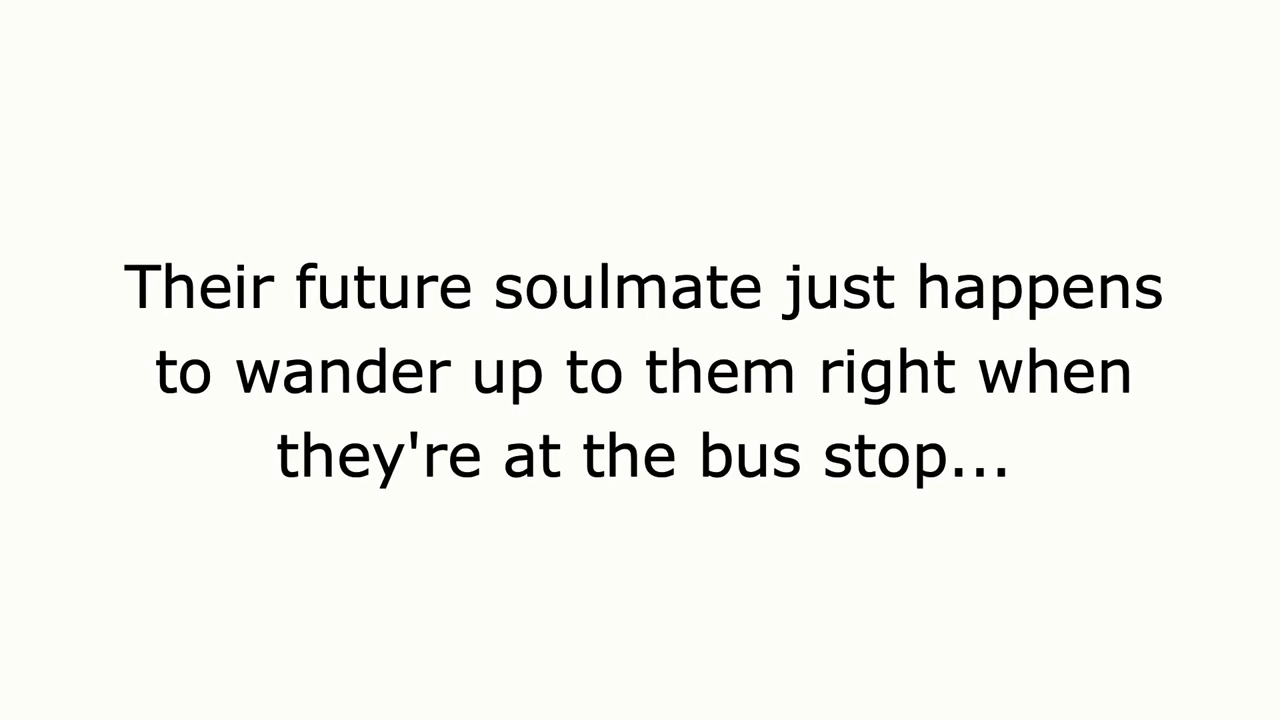 Their future soulmate just happens
to wander up to them right when
they're at the bus stop...